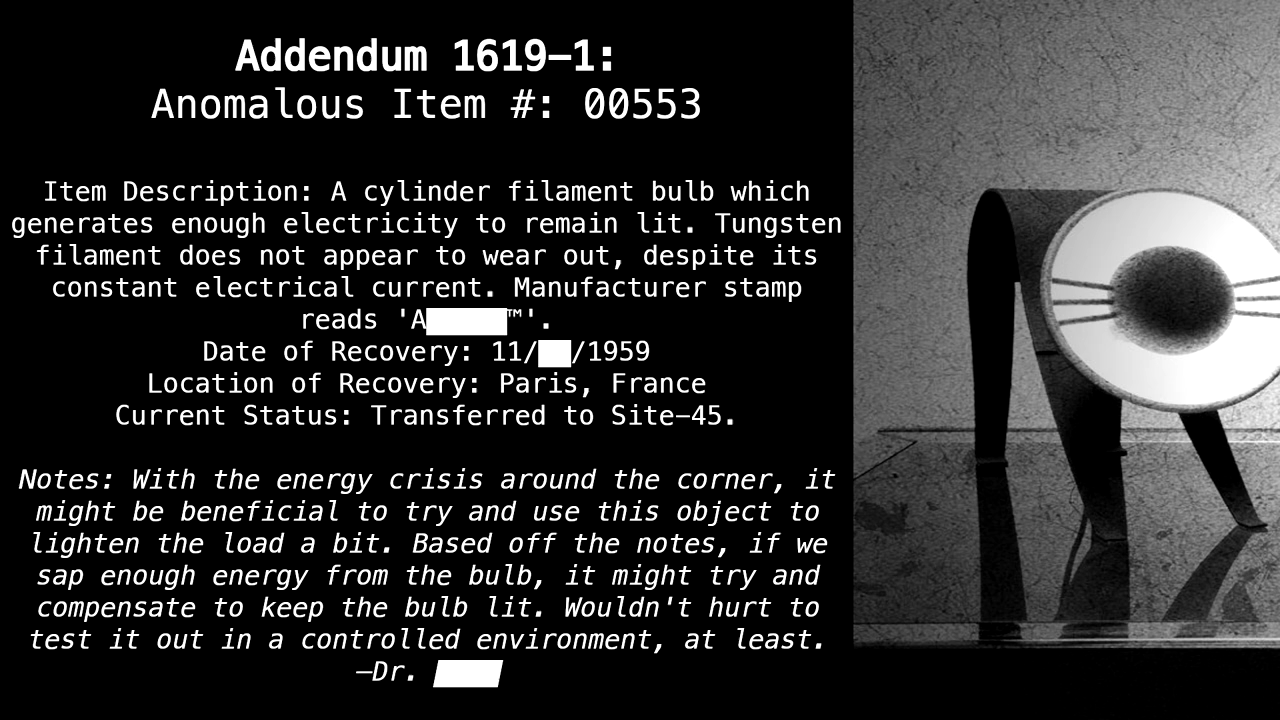 Addendum 1619–1:
Anomalous Item #: 00553
Item Description: A cylinder filament bulb which
generates enough electricity to remain lit. Tungsten
filament does not appear to wear out, despite its
constant electrical current. Manufacturer stamp
reads 'A™'.
Date of Recovery: 11/ /1959
Location of Recovery: Paris, France
Current Status: Transferred to Site–45.
Notes: With the energy crisis around the corner, it
might be beneficial to try and use this object to
lighten the load a bit. Based off the notes, if we
sap enough energy from the bulb, it might try and
compensate to keep the bulb lit. Wouldn't hurt to
test it out in a controlled environment, at least.
–Dr.